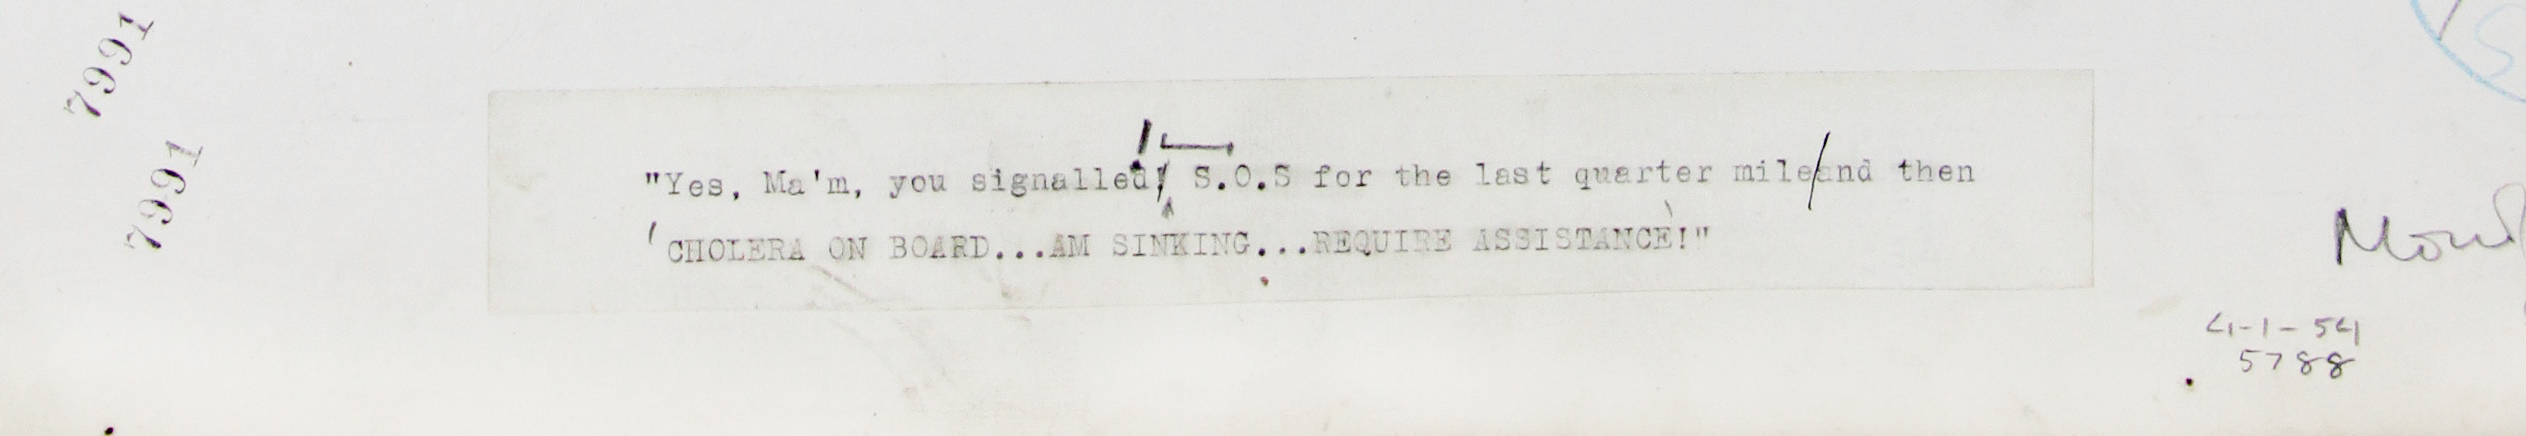 7991
7991
"Yes, Ma'm, you signalled, S.O.S for the last quarter mile/and then
'CHOLERA ON BOARD...AM SINKING...REQUIRE ASSISTANCE'!"
4-1-54
5788